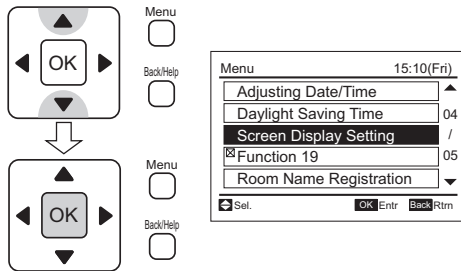 Menu
OK
Back/Help
Menu
OK
Back/Help
Menu 15:10(Fri)
Adjusting Date/Time
Daylight Saving Time 04
Screen Display Setting /
Function 19 05
Room Name Registration
Sel. OK Entr Back Rtrn